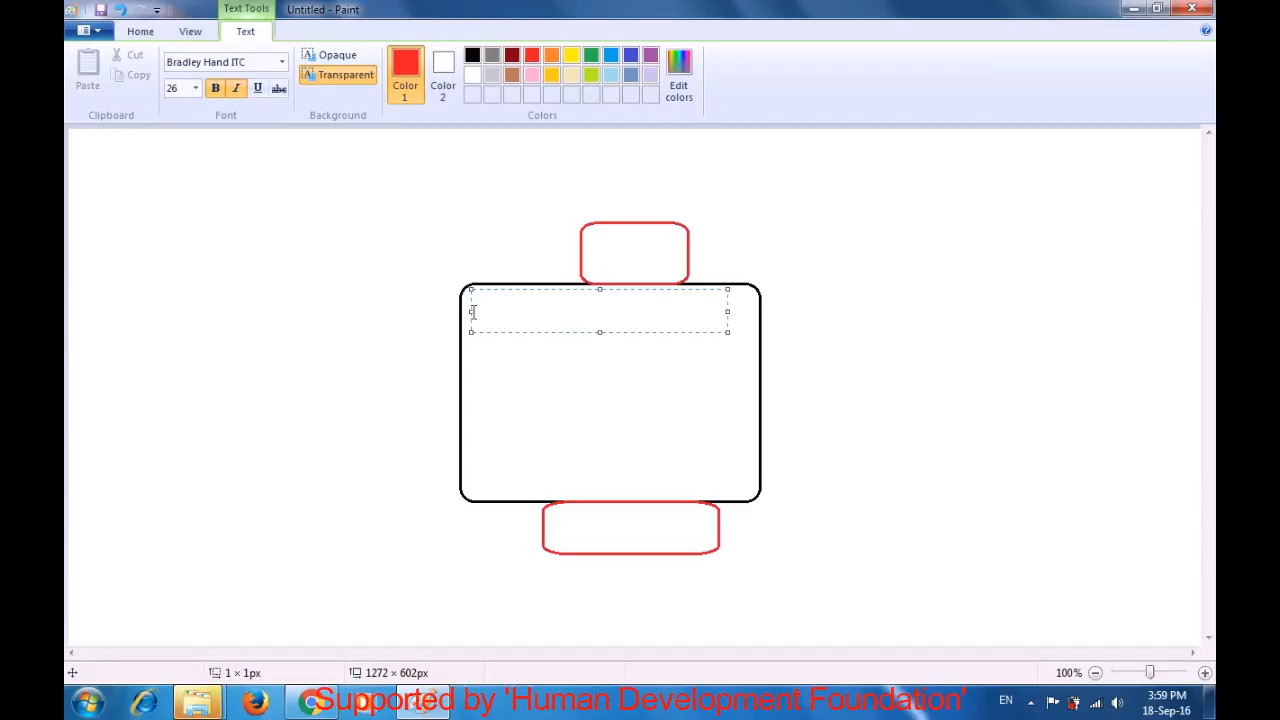 Text Tools
Untitled - Paint
Home
View
Text
Paste
Cut
Copy
Clipboard
Bradley Hand ITC
26
B I U abc
Font
Opaque
Transparent
Background
Color 1
Color 2
Edit colors
Colors
1 × 1px
1272 × 602px
100%
EN
3:59 PM
18-Sep-16
Supported by 'Human Development Foundation'